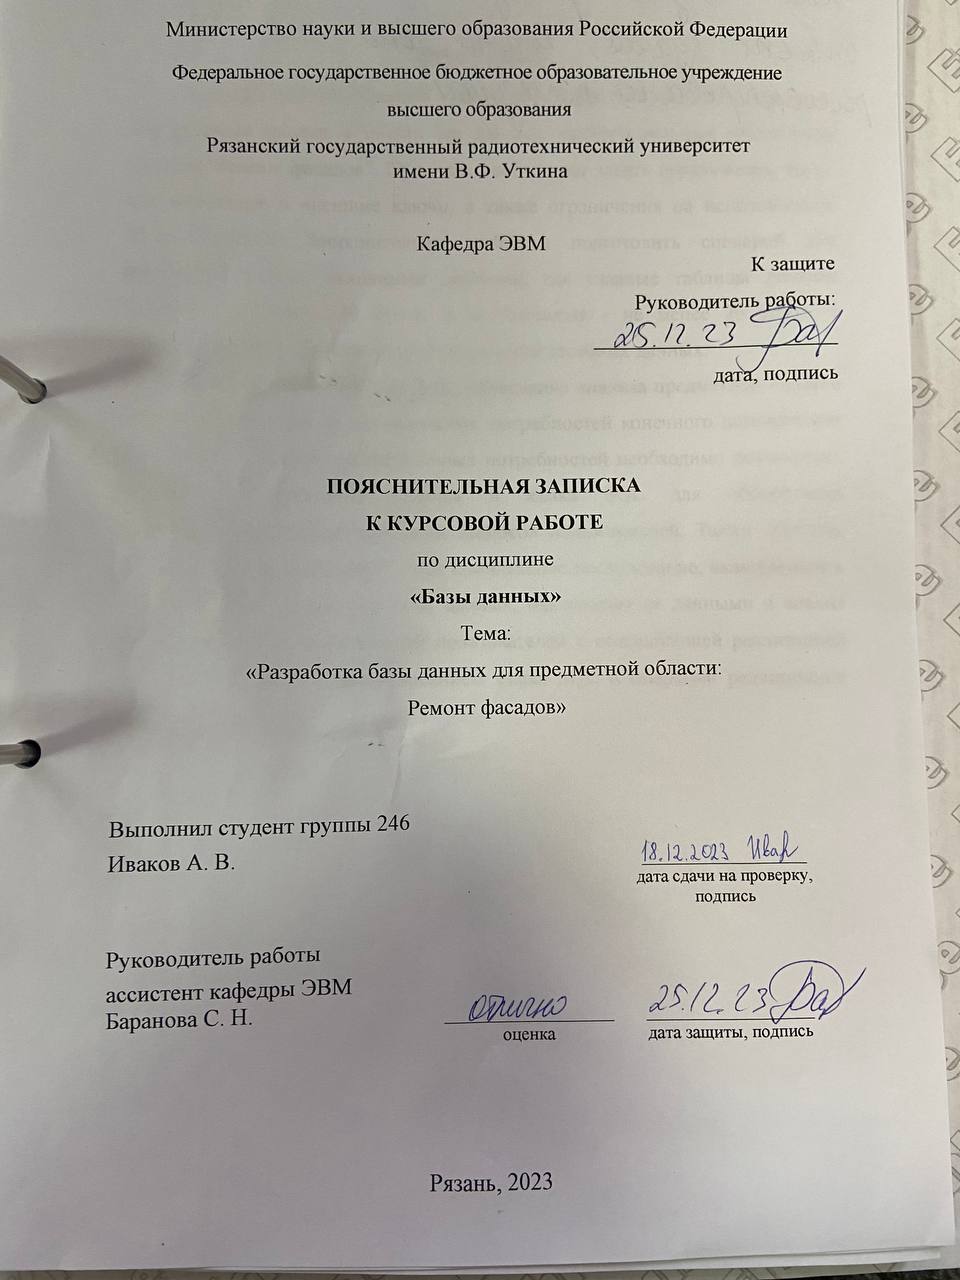 Министерство науки и высшего образования Российской Федерации
Федеральное государственное бюджетное образовательное учреждение
высшего образования
Рязанский государственный радиотехнический университет
имени В.Ф. Уткина
Кафедра ЭВМ
К защите
Руководитель работы:
25.12.23
дата, подпись
ПОЯСНИТЕЛЬНАЯ ЗАПИСКА
К КУРСОВОЙ РАБОТЕ
по дисциплине
«Базы данных»
Тема:
«Разработка базы данных для предметной области:
Ремонт фасадов»
Выполнил студент группы 246
Иваков А. В.
18.12.2023 Ивак
дата сдачи на проверку,
подпись
Руководитель работы
ассистент кафедры ЭВМ
Баранова С. Н.
отлично
оценка
25.12.23
дата защиты, подпись
Рязань, 2023